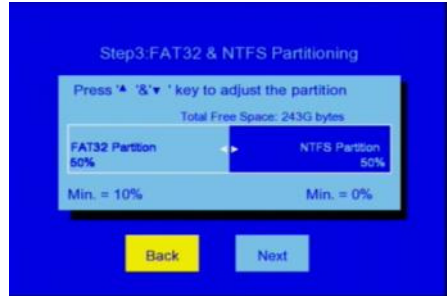 Step3:FAT32 & NTFS Partitioning
Press '▲ '&'▼ ' key to adjust the partition
Total Free Space: 243G bytes
FAT32 Partition
50%
NTFS Partition
50%
Min. = 10%
Min. = 0%
Back
Next